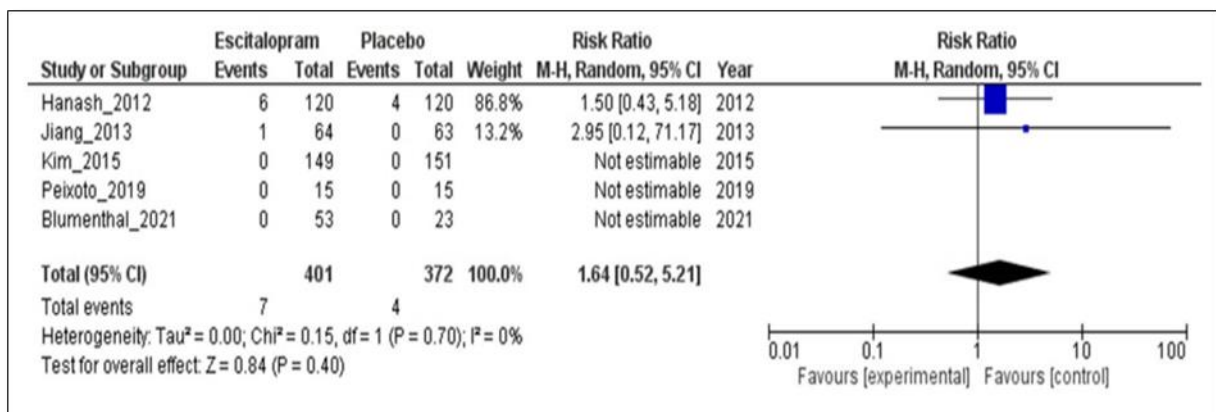 Escitalopram Placebo Risk Ratio Risk Ratio
Study or Subgroup Events Total Events Total Weight M-H, Random, 95% CI Year M-H, Random, 95% CI
Hanash_2012 6 120 4 120 86.8% 1.50 [0.43, 5.18] 2012
Jiang_2013 1 64 0 63 13.2% 2.95 [0.12, 71.17] 2013
Kim_2015 0 149 0 151 Not estimable 2015
Peixoto_2019 0 15 0 15 Not estimable 2019
Blumenthal_2021 0 53 0 23 Not estimable 2021
Total (95% CI) 401 372 100.0% 1.64 [0.52, 5.21]
Total events 7 4
Heterogeneity: Tau² = 0.00; Chi² = 0.15, df = 1 (P = 0.70); I² = 0%
Test for overall effect: Z = 0.84 (P = 0.40)
0.01 0.1 1 10 100
Favours [experimental] Favours [control]